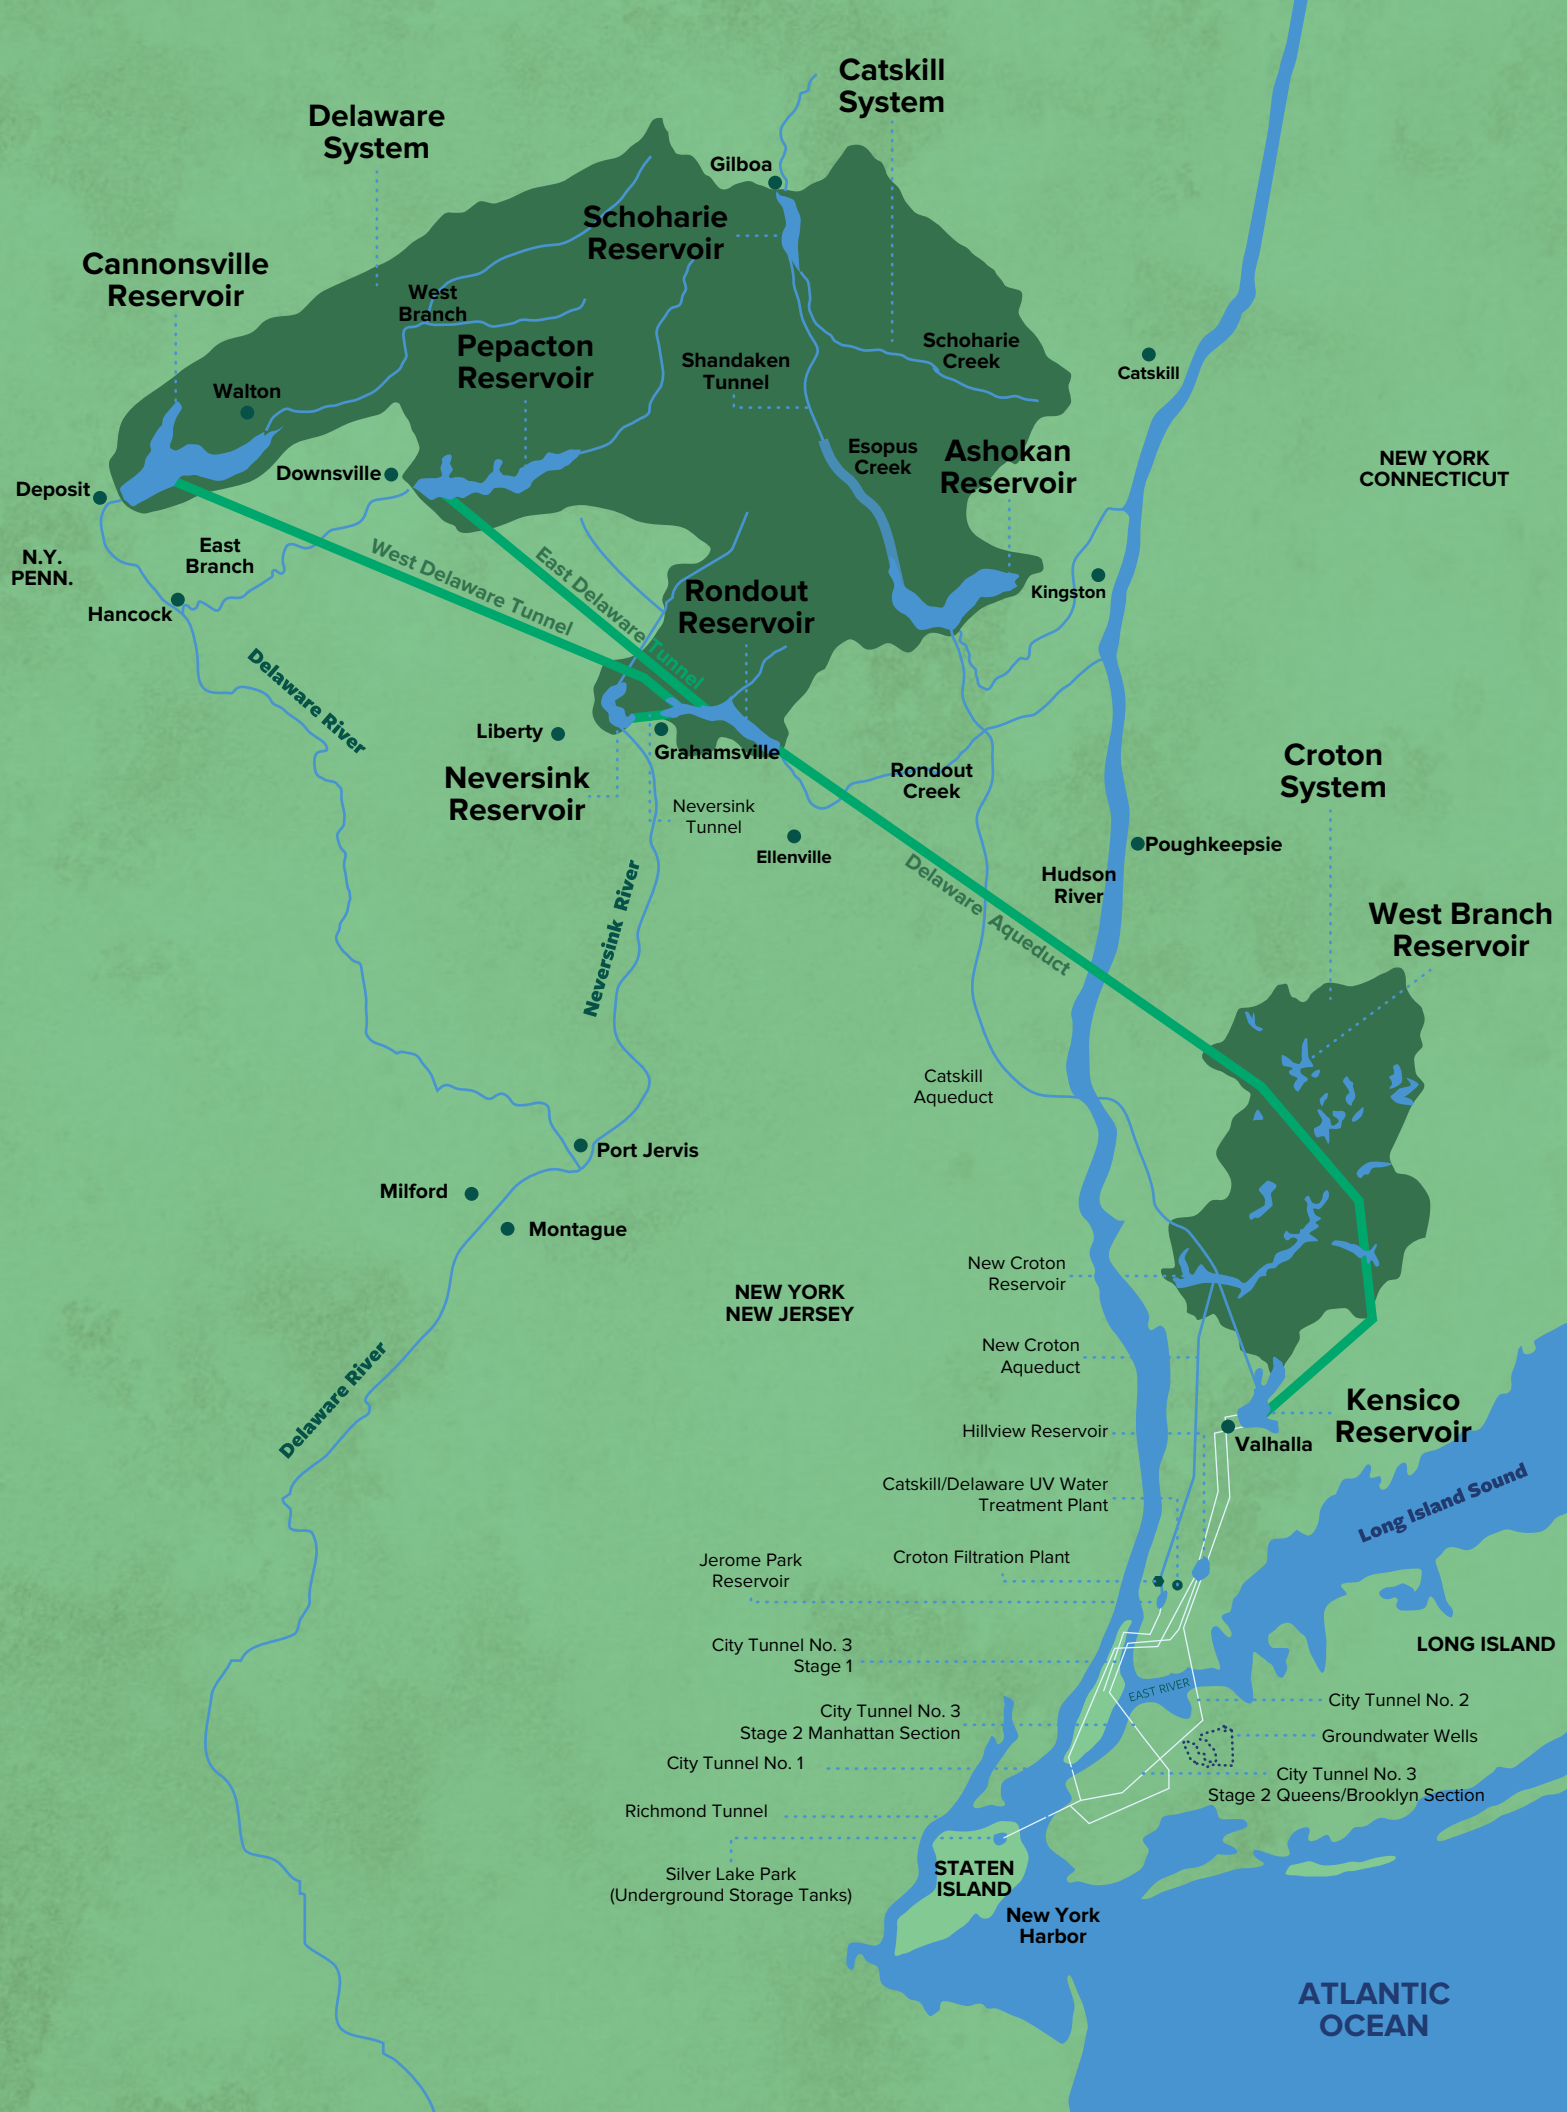 Catskill
System
Delaware
System
Gilboa
Schoharie
Reservoir
Cannonsville
Reservoir
West
Branch
Pepacton
Reservoir
Shandaken
Tunnel
Schoharie
Creek
Catskill
Walton
Esopus
Creek
Ashokan
Reservoir
NEW YORK
CONNECTICUT
Downsville
Deposit
East
Branch
N.Y.
PENN.
Hancock
West Delaware Tunnel
East Delaware Tunnel
Rondout
Reservoir
Kingston
Delaware River
Liberty
Grahamsville
Neversink
Reservoir
Neversink
Tunnel
Rondout
Creek
Croton
System
Ellenville
Poughkeepsie
Hudson
River
Delaware Aqueduct
Neversink River
West Branch
Reservoir
Catskill
Aqueduct
Port Jervis
Milford
Montague
New Croton
Reservoir
NEW YORK
NEW JERSEY
New Croton
Aqueduct
Delaware River
Kensico
Reservoir
Hillview Reservoir
Valhalla
Catskill/Delaware UV Water
Treatment Plant
Long Island Sound
Jerome Park
Reservoir
Croton Filtration Plant
City Tunnel No. 3
Stage 1
LONG ISLAND
EAST RIVER
City Tunnel No. 2
City Tunnel No. 3
Stage 2 Manhattan Section
Groundwater Wells
City Tunnel No. 1
City Tunnel No. 3
Stage 2 Queens/Brooklyn Section
Richmond Tunnel
Silver Lake Park
(Underground Storage Tanks)
STATEN
ISLAND
New York
Harbor
ATLANTIC
OCEAN